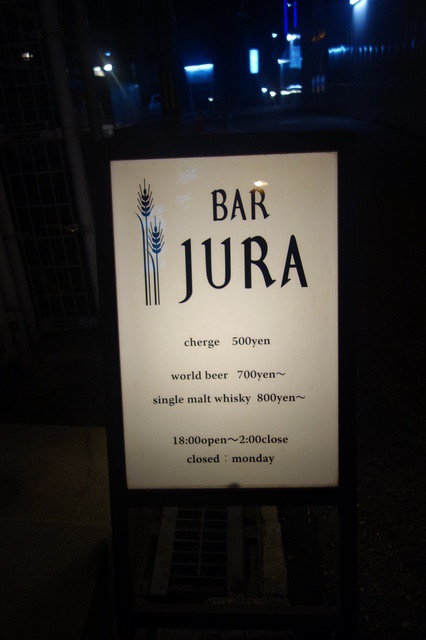 BAR
JURA
cherge 500yen
world beer 700yen～
single malt whisky 800yen～
18:00open～2:00close
closed：monday